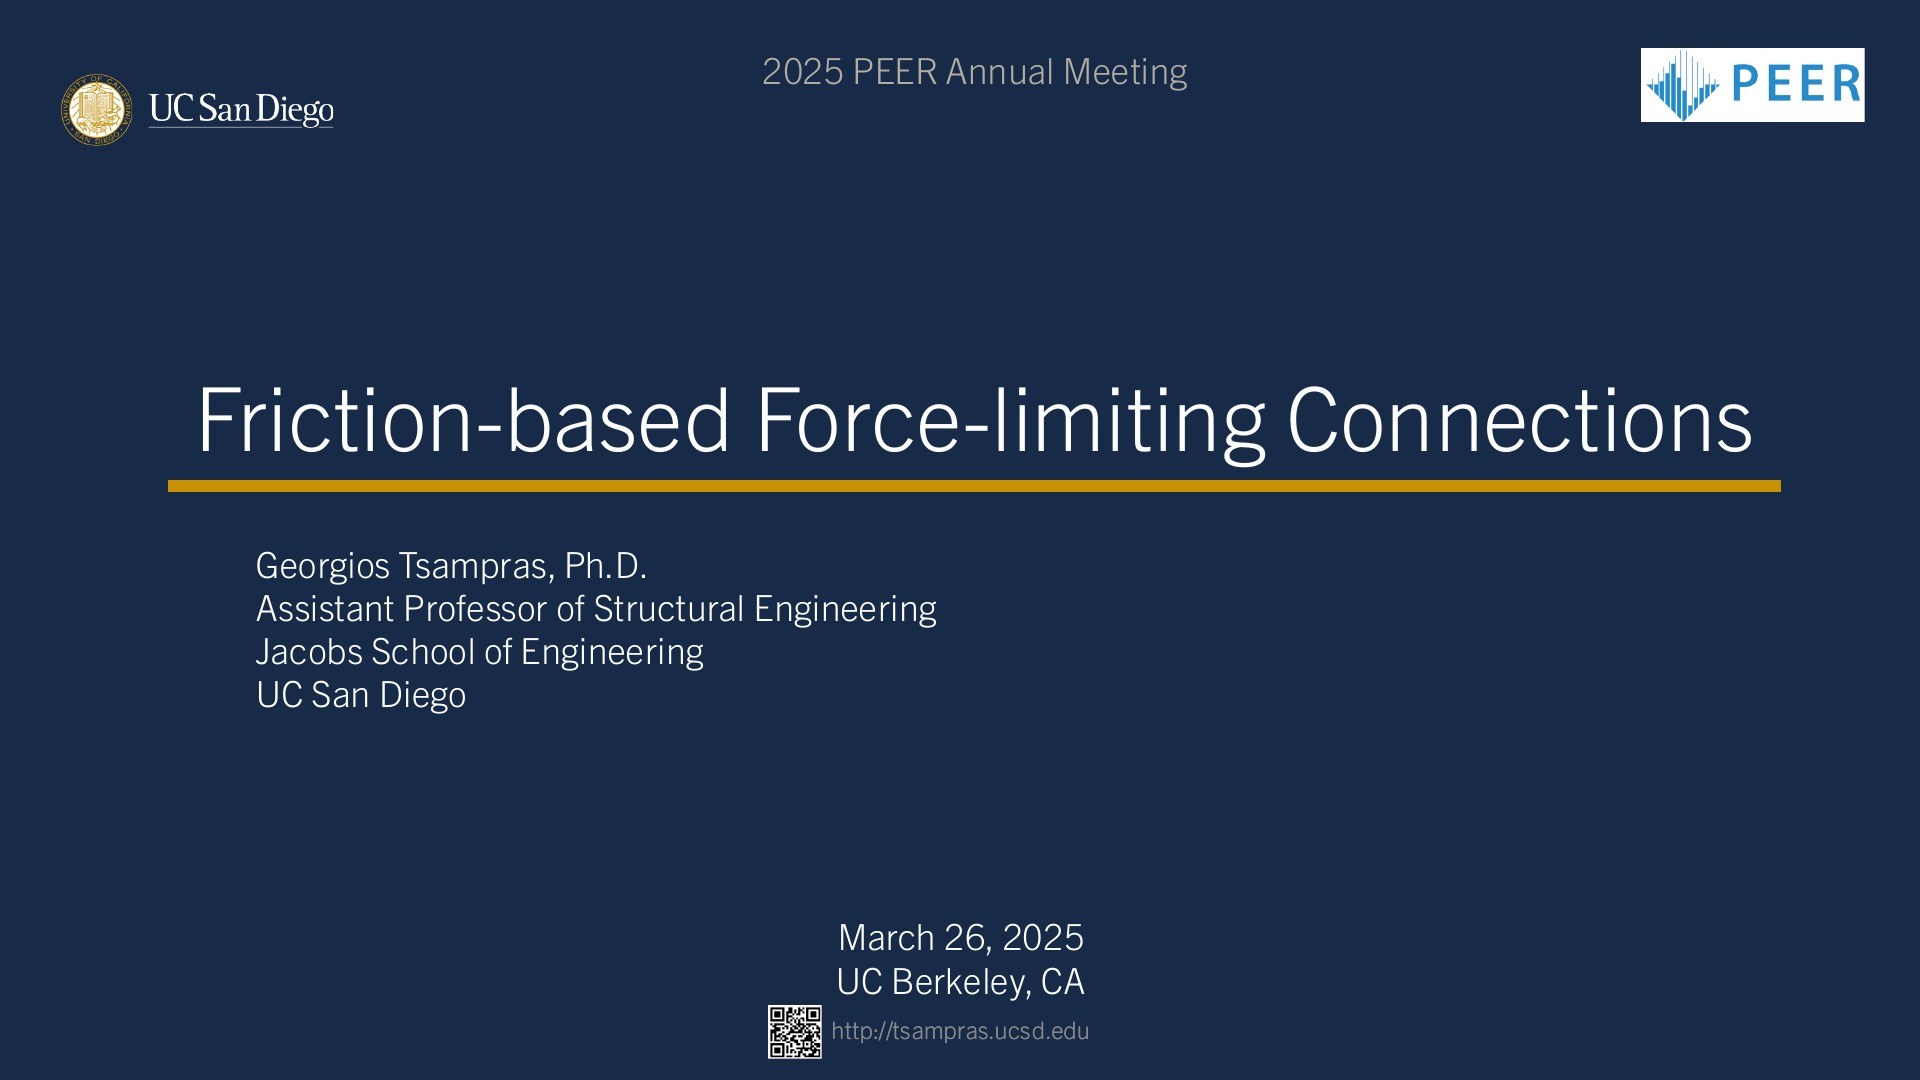 2025 PEER Annual Meeting
UC San Diego
PEER
Friction-based Force-limiting Connections
Georgios Tsampras, Ph.D.
Assistant Professor of Structural Engineering
Jacobs School of Engineering
UC San Diego
March 26, 2025
UC Berkeley, CA
http://tsampras.ucsd.edu